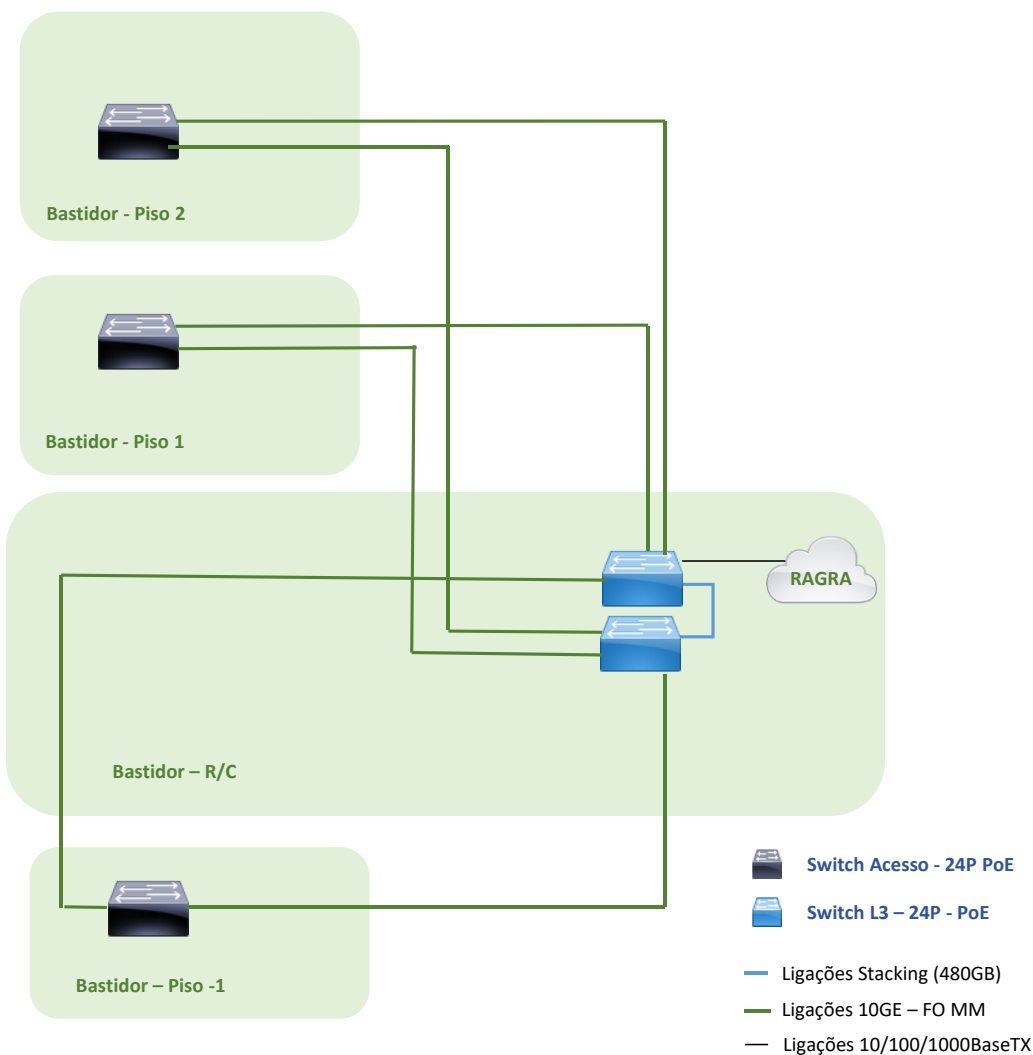 Bastidor - Piso 2
Bastidor - Piso 1
RAGRA
Bastidor – R/C
Bastidor – Piso -1
Switch Acesso - 24P PoE
Switch L3 – 24P - PoE
Ligações Stacking (480GB)
Ligações 10GE – FO MM
Ligações 10/100/1000BaseTX